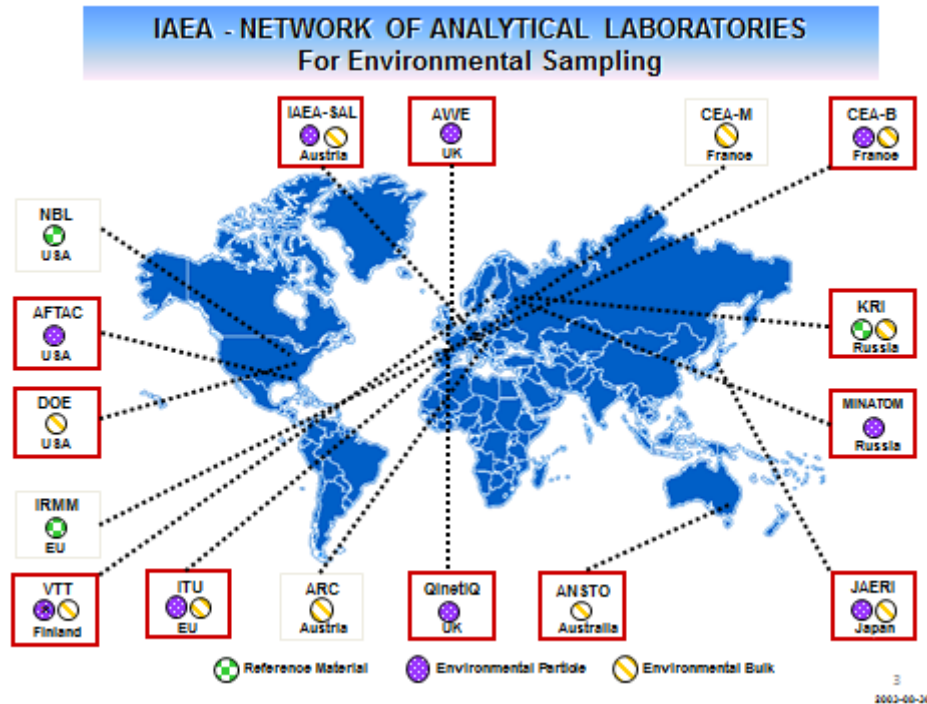 IAEA - NETWORK OF ANALYTICAL LABORATORIES
For Environmental Sampling
IAEA-SAL
Austria
AWE
UK
CEA-M
France
CEA-B
France
NBL
USA
AFTAC
USA
KRI
Russia
DOE
USA
MINATOM
Russia
IRMM
EU
VTT
Finland
ITU
EU
ARC
Austria
QinetiQ
UK
ANSTO
Australia
JAERI
Japan
Reference Material
Environmental Particle
Environmental Bulk
3